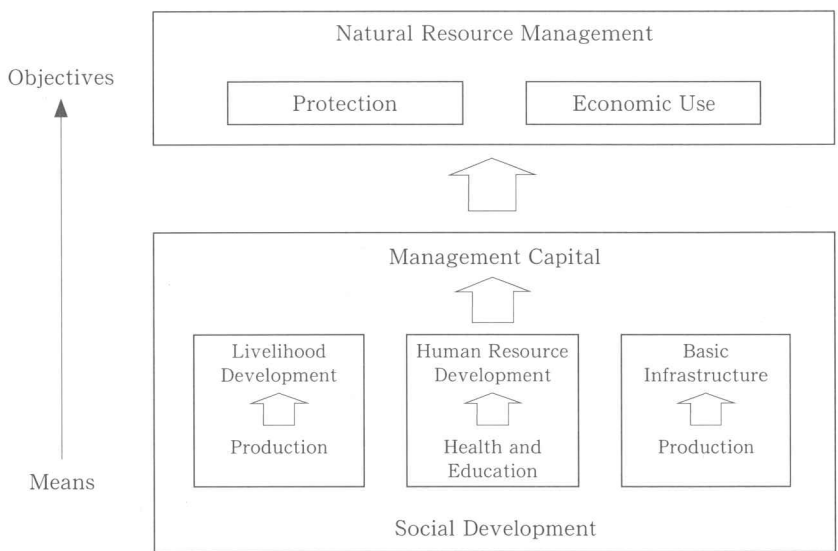 Natural Resource Management
Objectives
Protection
Economic Use
Management Capital
Livelihood
Development
Production
Human Resource
Development
Health and
Education
Basic
Infrastructure
Production
Means
Social Development